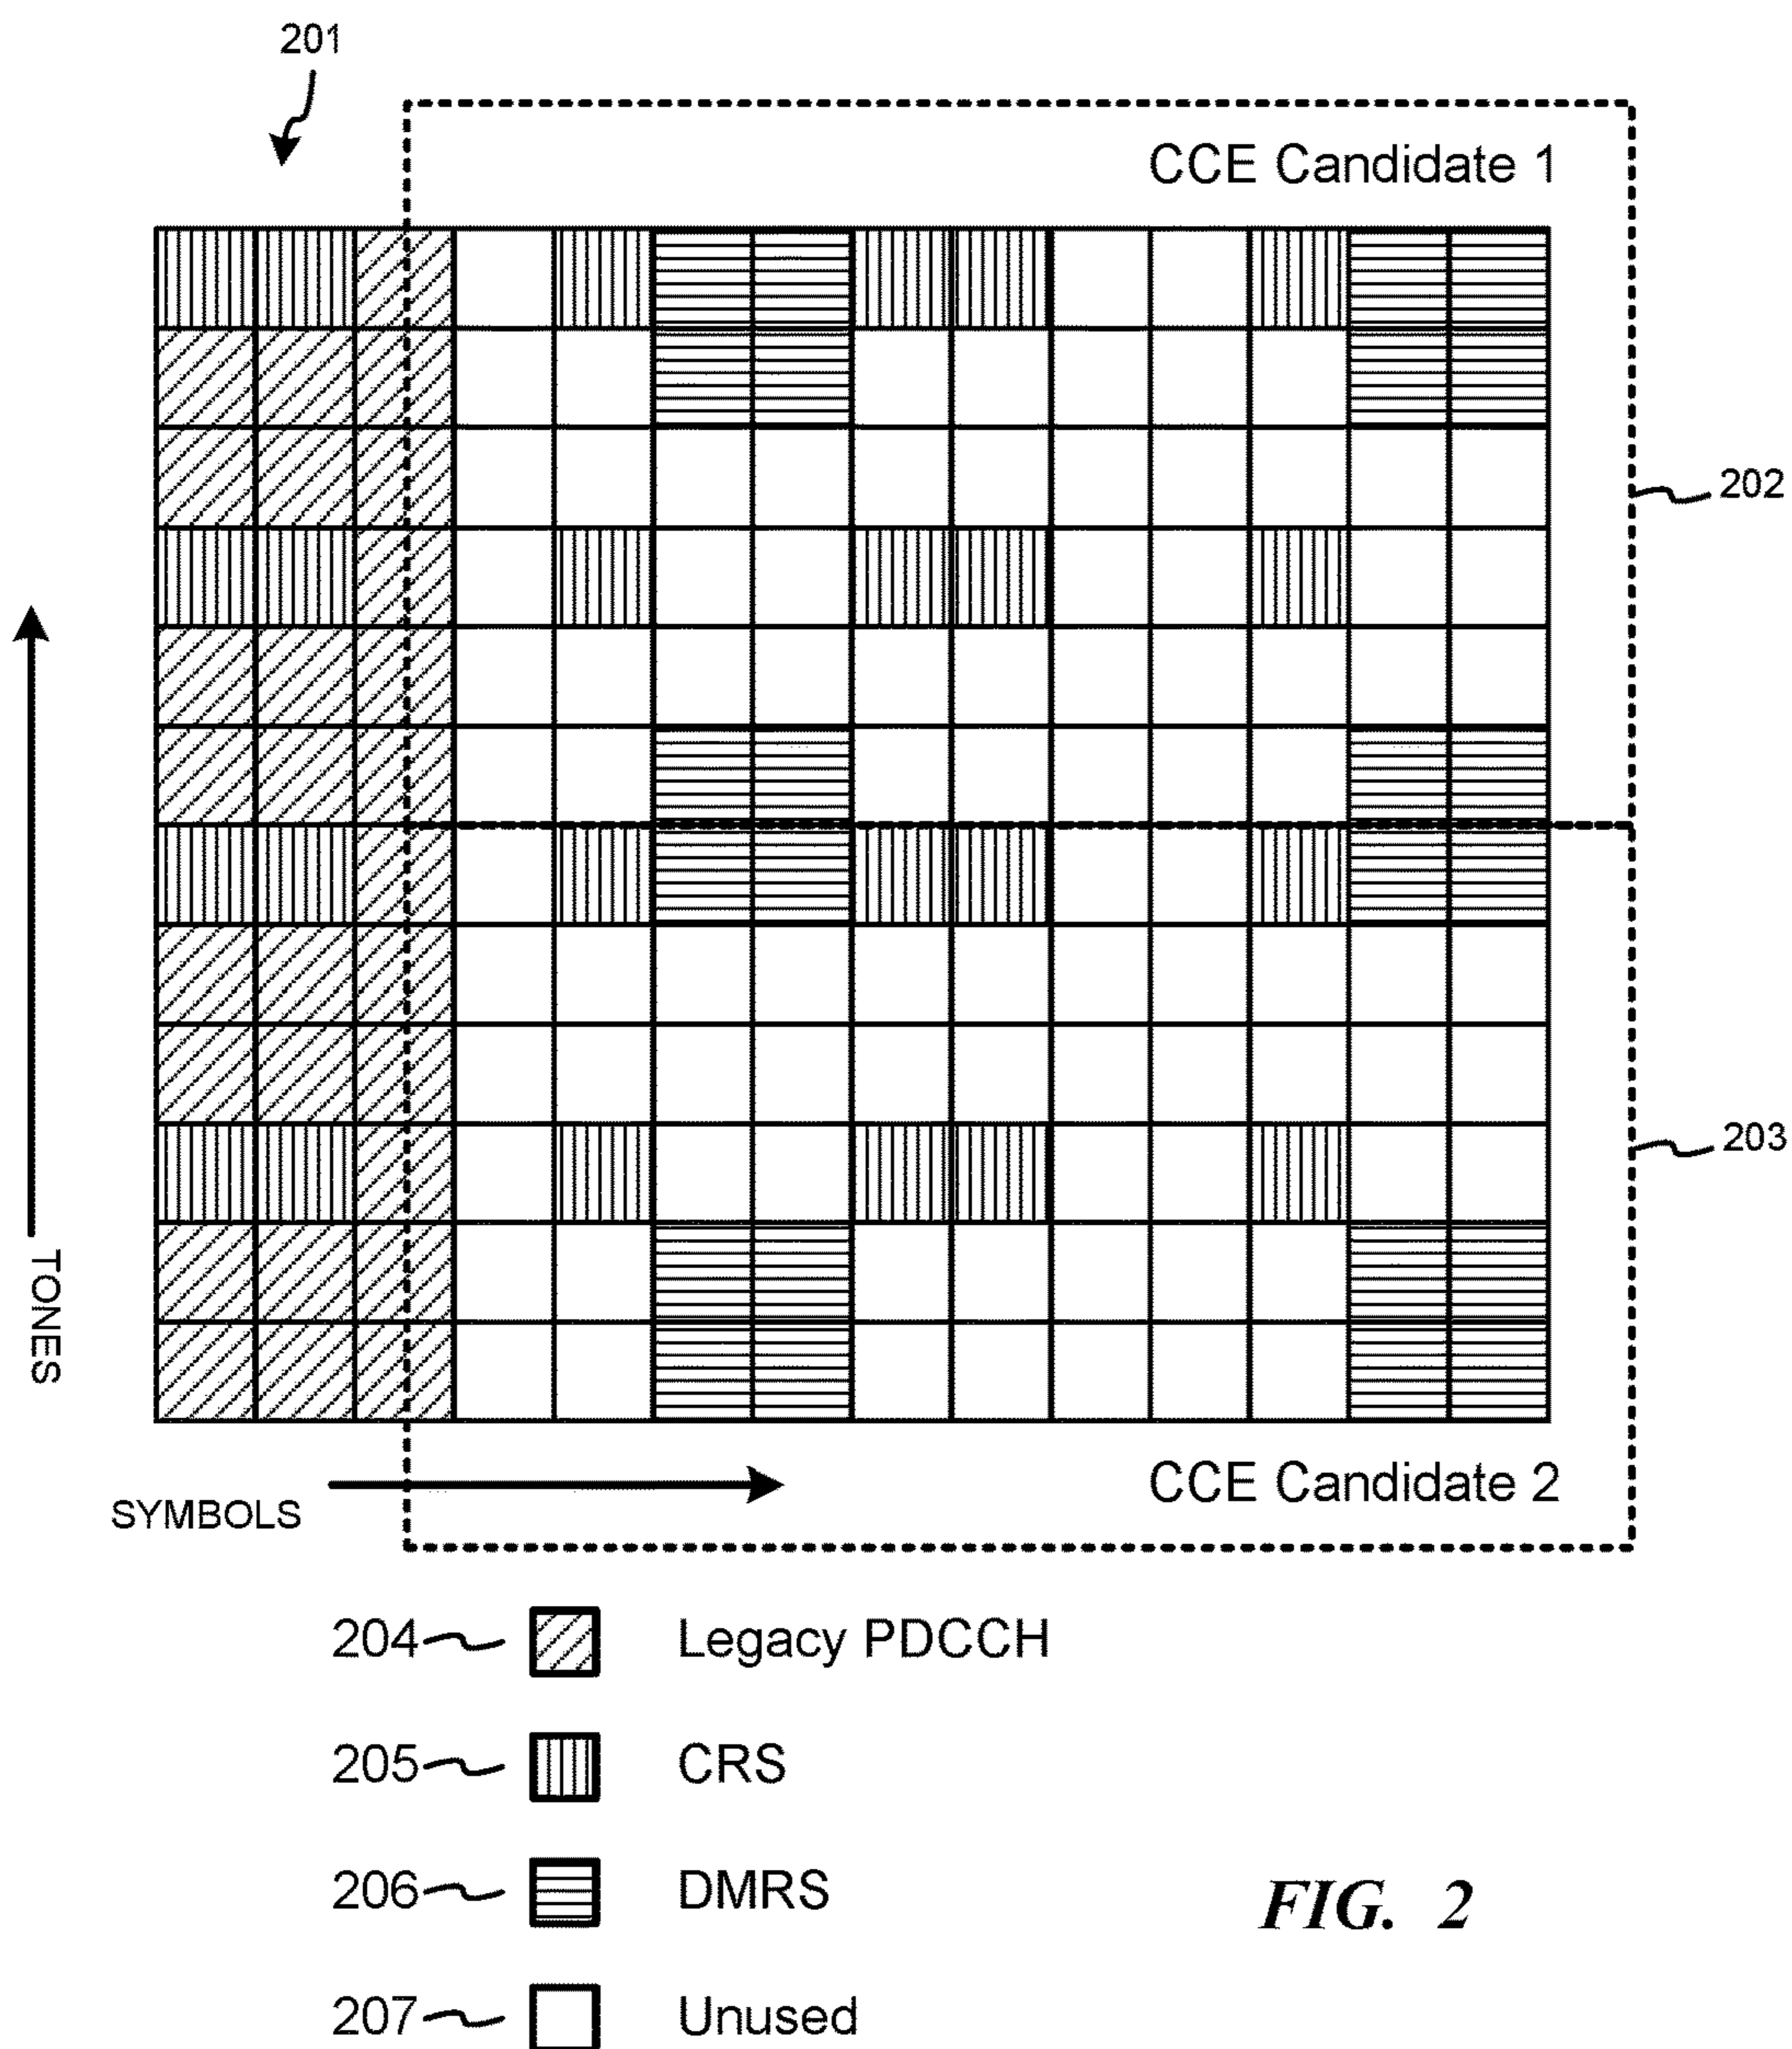 201
CCE Candidate 1
202
203
TONES
SYMBOLS
CCE Candidate 2
204 Legacy PDCCH
205 CRS
206 DMRS
207 Unused
FIG. 2